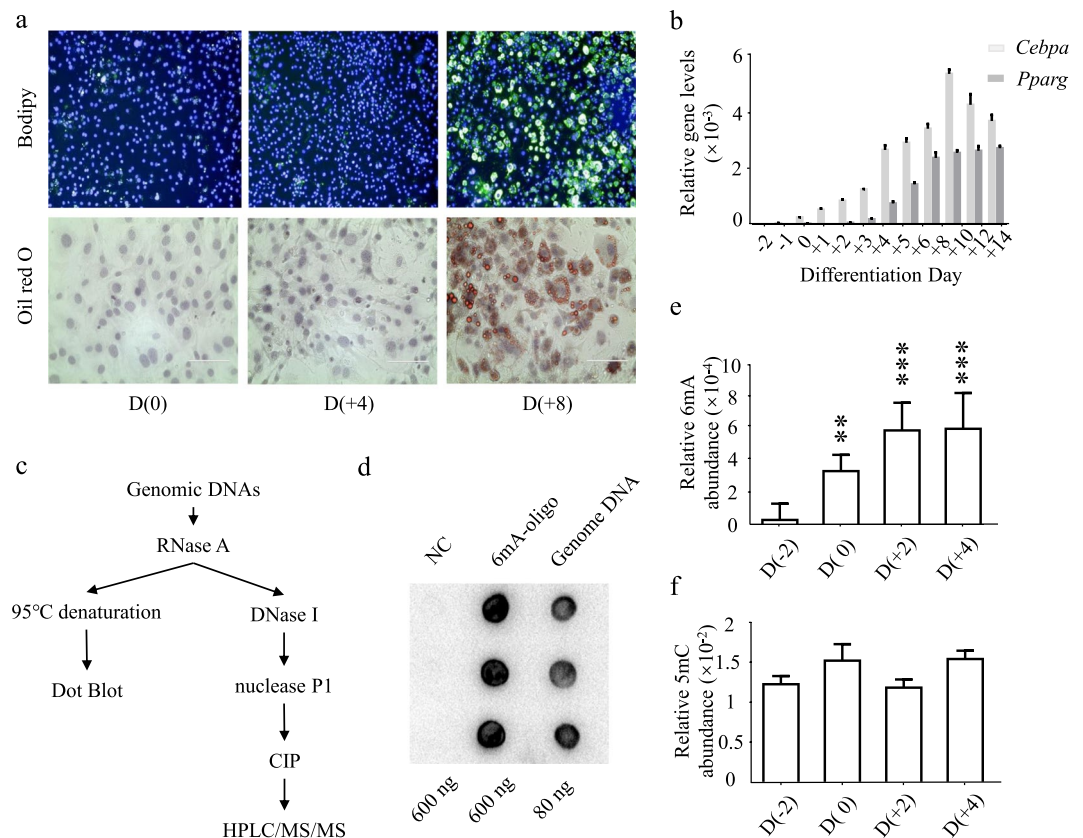 a
Bodipy
Oil red O
D(0)
D(+4)
D(+8)
b
Cebpa
Pparg
Relative gene levels
(×10⁻³)
6
4
2
0
-2
-1
0
+1
+2
+3
+4
+5
+6
+8
+10
+12
+14
Differentiation Day
c
Genomic DNAs
RNase A
95°C denaturation
DNase I
Dot Blot
nuclease P1
CIP
HPLC/MS/MS
d
NC
6mA-oligo
Genome DNA
600 ng
600 ng
80 ng
e
Relative 6mA
abundance (×10⁻⁴)
10
8
6
4
2
0
**
***
***
D(-2)
D(0)
D(+2)
D(+4)
f
Relative 5mC
abundance (×10⁻²)
2
1.5
1
0.5
0
D(-2)
D(0)
D(+2)
D(+4)